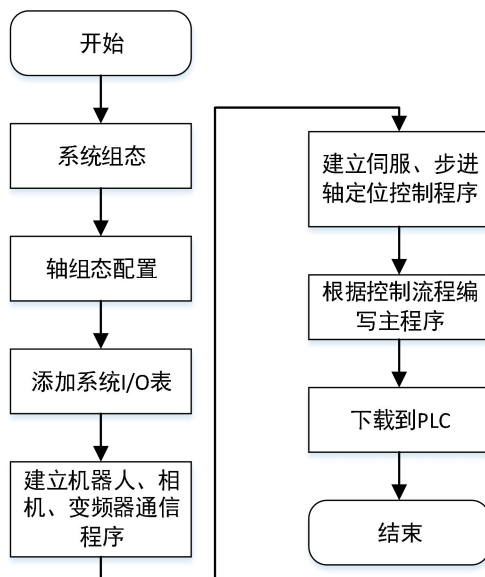 开始
系统组态
轴组态配置
添加系统I/O表
建立机器人、相
机、变频器通信
程序
建立伺服、步进
轴定位控制程序
根据控制流程编
写主程序
下载到PLC
结束